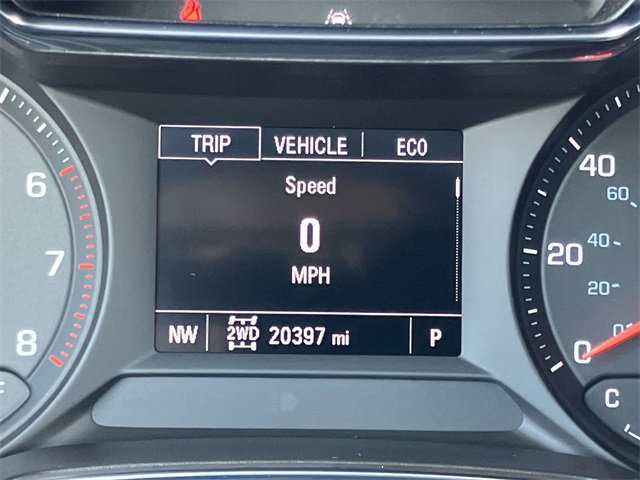 TRIP VEHICLE ECO
Speed
0
MPH
NW 2WD 20397 mi P
6
7
8
F
40
60
20
40
20
0
0
C